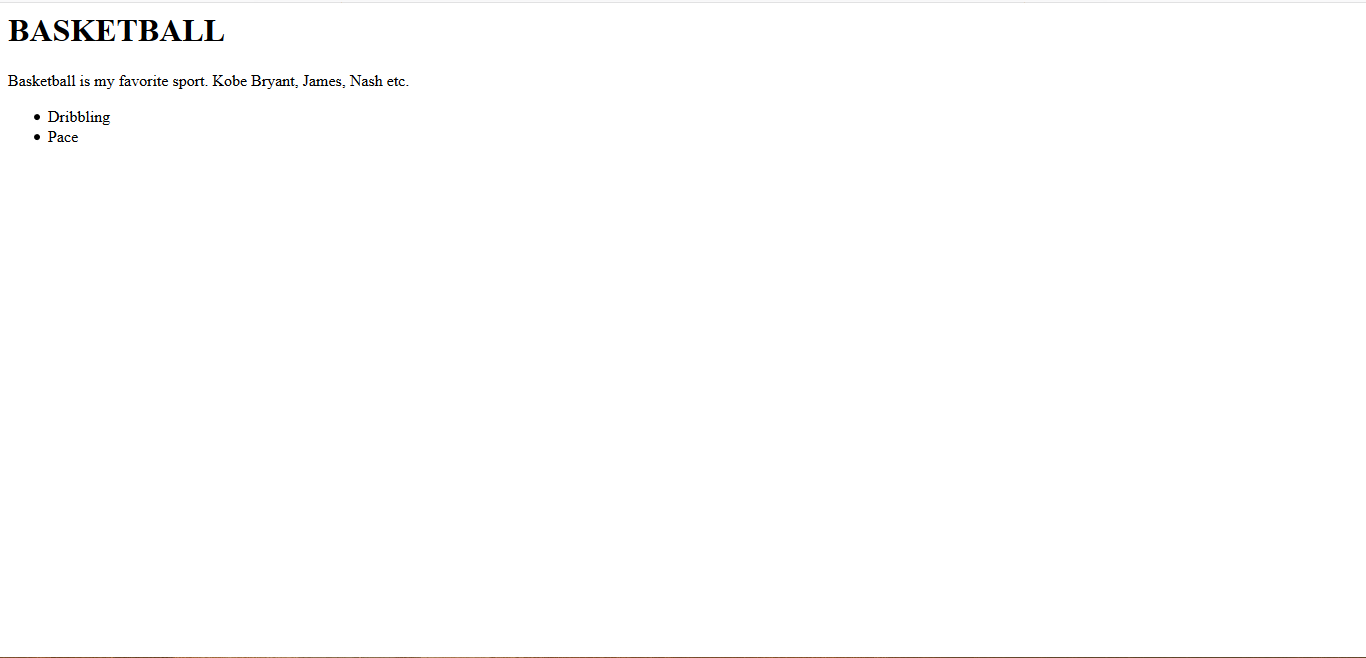 BASKETBALL
Basketball is my favorite sport. Kobe Bryant, James, Nash etc.
Dribbling
Pace